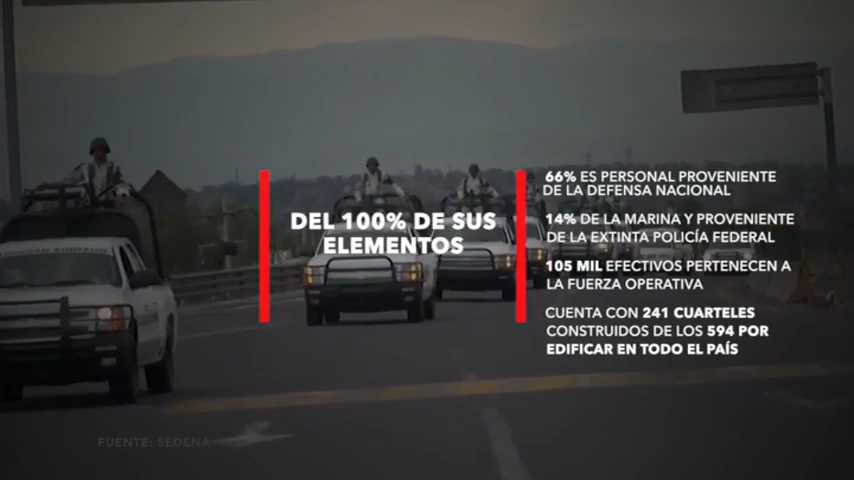 DEL 100% DE SUS
ELEMENTOS
66% ES PERSONAL PROVENIENTE
DE LA DEFENSA NACIONAL
14% DE LA MARINA Y PROVENIENTE
DE LA EXTINTA POLICÍA FEDERAL
105 MIL EFECTIVOS PERTENECEN A
LA FUERZA OPERATIVA
CUENTA CON 241 CUARTELES
CONSTRUIDOS DE LOS 594 POR
EDIFICAR EN TODO EL PAÍS
FUENTE: SEDENA